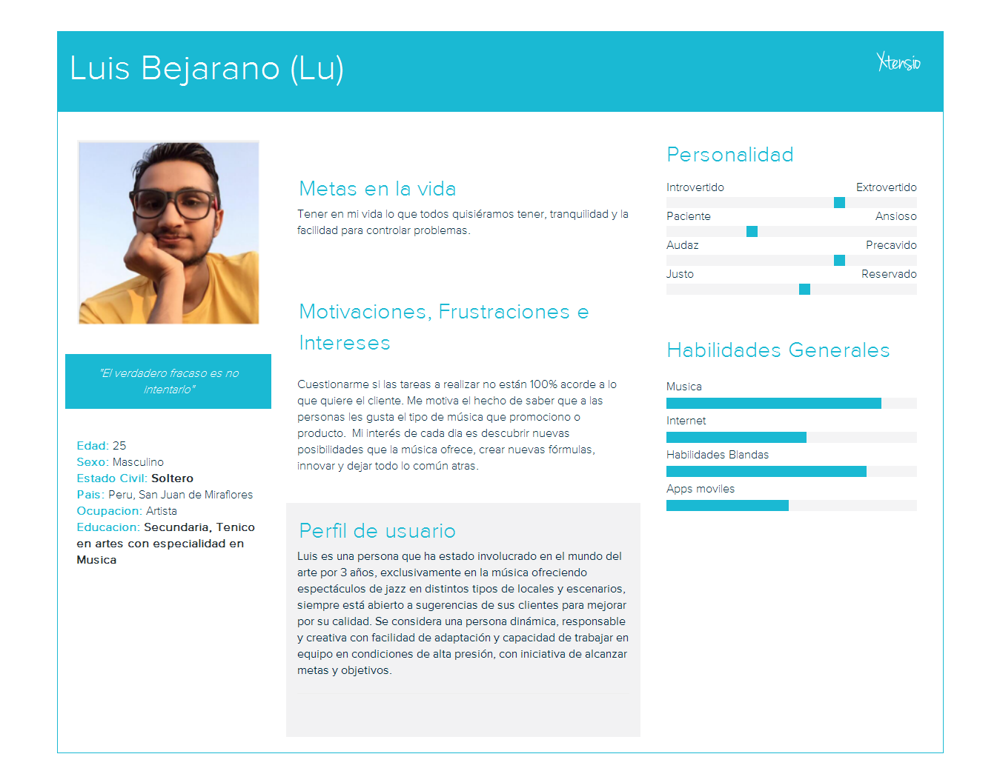 Luis Bejarano (Lu)
Xtensio
"El verdadero fracaso es no
intentarlo"
Edad: 25
Sexo: Masculino
Estado Civil: Soltero
Pais: Peru, San Juan de Miraflores
Ocupacion: Artista
Educacion: Secundaria, Tenico
en artes con especialidad en
Musica
Metas en la vida
Tener en mi vida lo que todos quisiéramos tener, tranquilidad y la
facilidad para controlar problemas.
Motivaciones, Frustraciones e
Intereses
Cuestionarme si las tareas a realizar no están 100% acorde a lo
que quiere el cliente. Me motiva el hecho de saber que a las
personas les gusta el tipo de música que promociono o
producto.  Mi interés de cada dia es descubrir nuevas
posibilidades que la música ofrece, crear nuevas fórmulas,
innovar y dejar todo lo común atras.
Perfil de usuario
Luis es una persona que ha estado involucrado en el mundo del
arte por 3 años, exclusivamente en la música ofreciendo
espectáculos de jazz en distintos tipos de locales y escenarios,
siempre está abierto a sugerencias de sus clientes para mejorar
por su calidad. Se considera una persona dinámica, responsable
y creativa con facilidad de adaptación y capacidad de trabajar en
equipo en condiciones de alta presión, con iniciativa de alcanzar
metas y objetivos.
Personalidad
Introvertido Extrovertido
Paciente Ansioso
Audaz Precavido
Justo Reservado
Habilidades Generales
Musica
Internet
Habilidades Blandas
Apps moviles